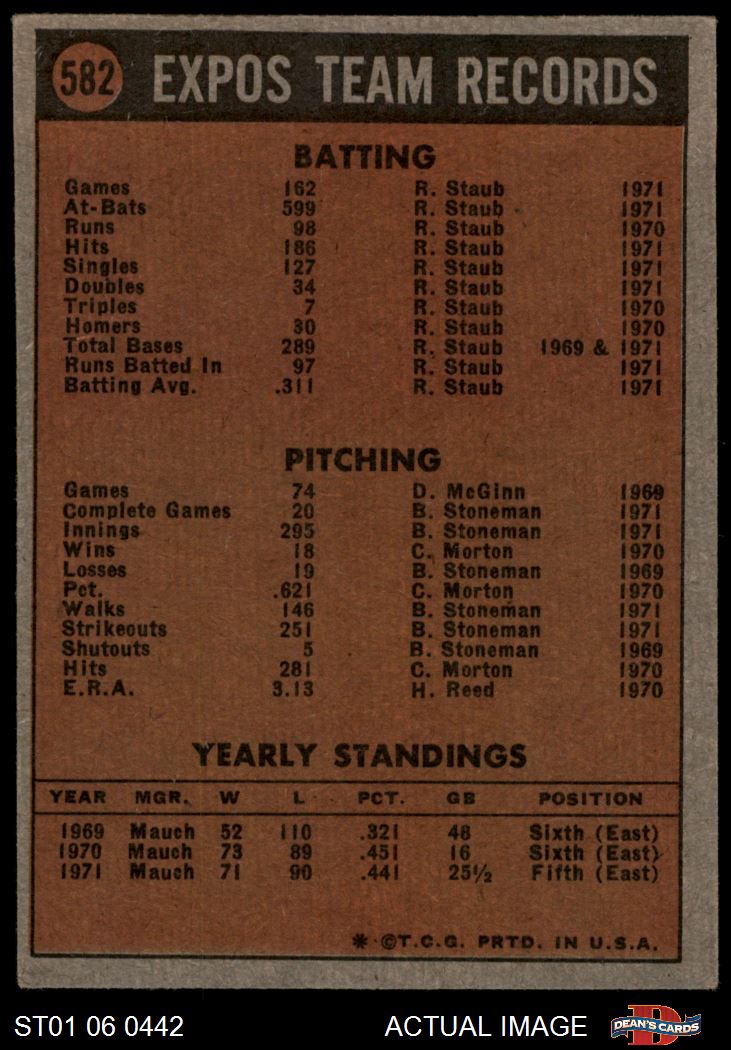 582 EXPOS TEAM RECORDS
BATTING
Games 162 R. Staub 1971
At-Bats 599 R. Staub 1971
Runs 98 R. Staub 1970
Hits 186 R. Staub 1971
Singles 127 R. Staub 1971
Doubles 34 R. Staub 1971
Triples 7 R. Staub 1970
Homers 30 R. Staub 1970
Total Bases 289 R. Staub 1969 & 1971
Runs Batted In 97 R. Staub 1971
Batting Avg. .311 R. Staub 1971
PITCHING
Games 74 D. McGinn 1969
Complete Games 20 B. Stoneman 1971
Innings 295 B. Stoneman 1971
Wins 18 C. Morton 1970
Losses 19 B. Stoneman 1969
Pct. .621 C. Morton 1970
Walks 146 B. Stoneman 1971
Strikeouts 251 B. Stoneman 1971
Shutouts 5 B. Stoneman 1969
Hits 281 C. Morton 1970
E.R.A. 3.13 H. Reed 1970
YEARLY STANDINGS
YEAR MGR. W L PCT. GB POSITION
1969 Mauch 52 110 .321 48 Sixth (East)
1970 Mauch 73 89 .451 16 Sixth (East)
1971 Mauch 71 90 .441 25½ Fifth (East)
* ©T.C.G. PRTD. IN U.S.A.
ST01 06 0442 ACTUAL IMAGE D DEAN'S CARDS